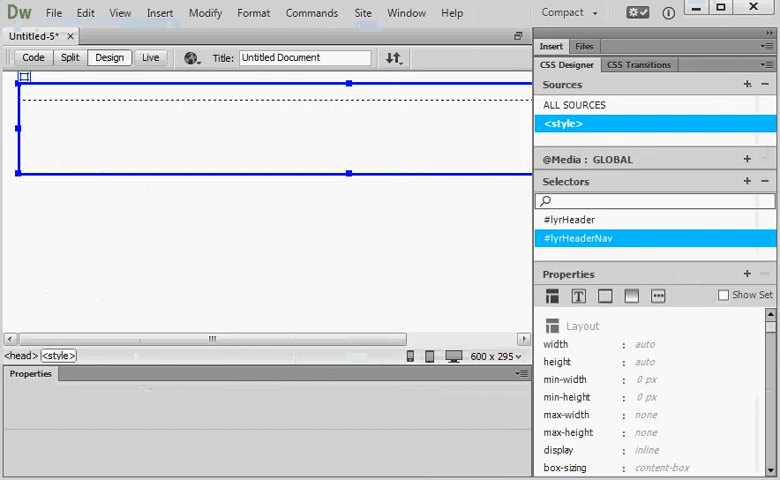 Dw File Edit View Insert Modify Format Commands Site Window Help Compact
Untitled-5* ×
Code Split Design Live Title: Untitled Document
Insert Files
CSS Designer CSS Transitions
Sources
ALL SOURCES
<style>
@Media : GLOBAL
Selectors
#lyrHeader
#lyrHeaderNav
Properties
Show Set
Layout
width : auto
height : auto
min-width : 0 px
min-height : 0 px
max-width : none
max-height : none
display : inline
box-sizing : content-box
<head> <style> 600 x 295
Properties